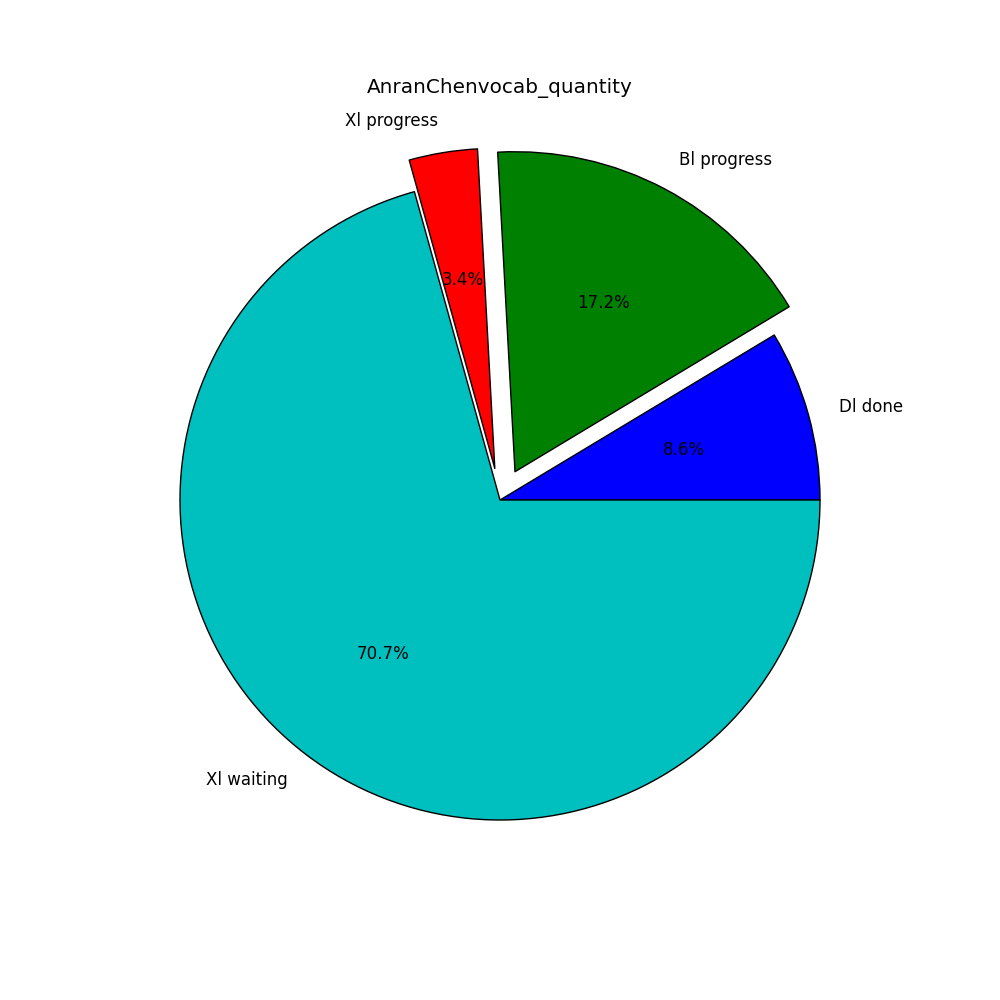 AnranChenvocab_quantity
Xl progress
Bl progress
3.4%
17.2%
Dl done
8.6%
70.7%
Xl waiting